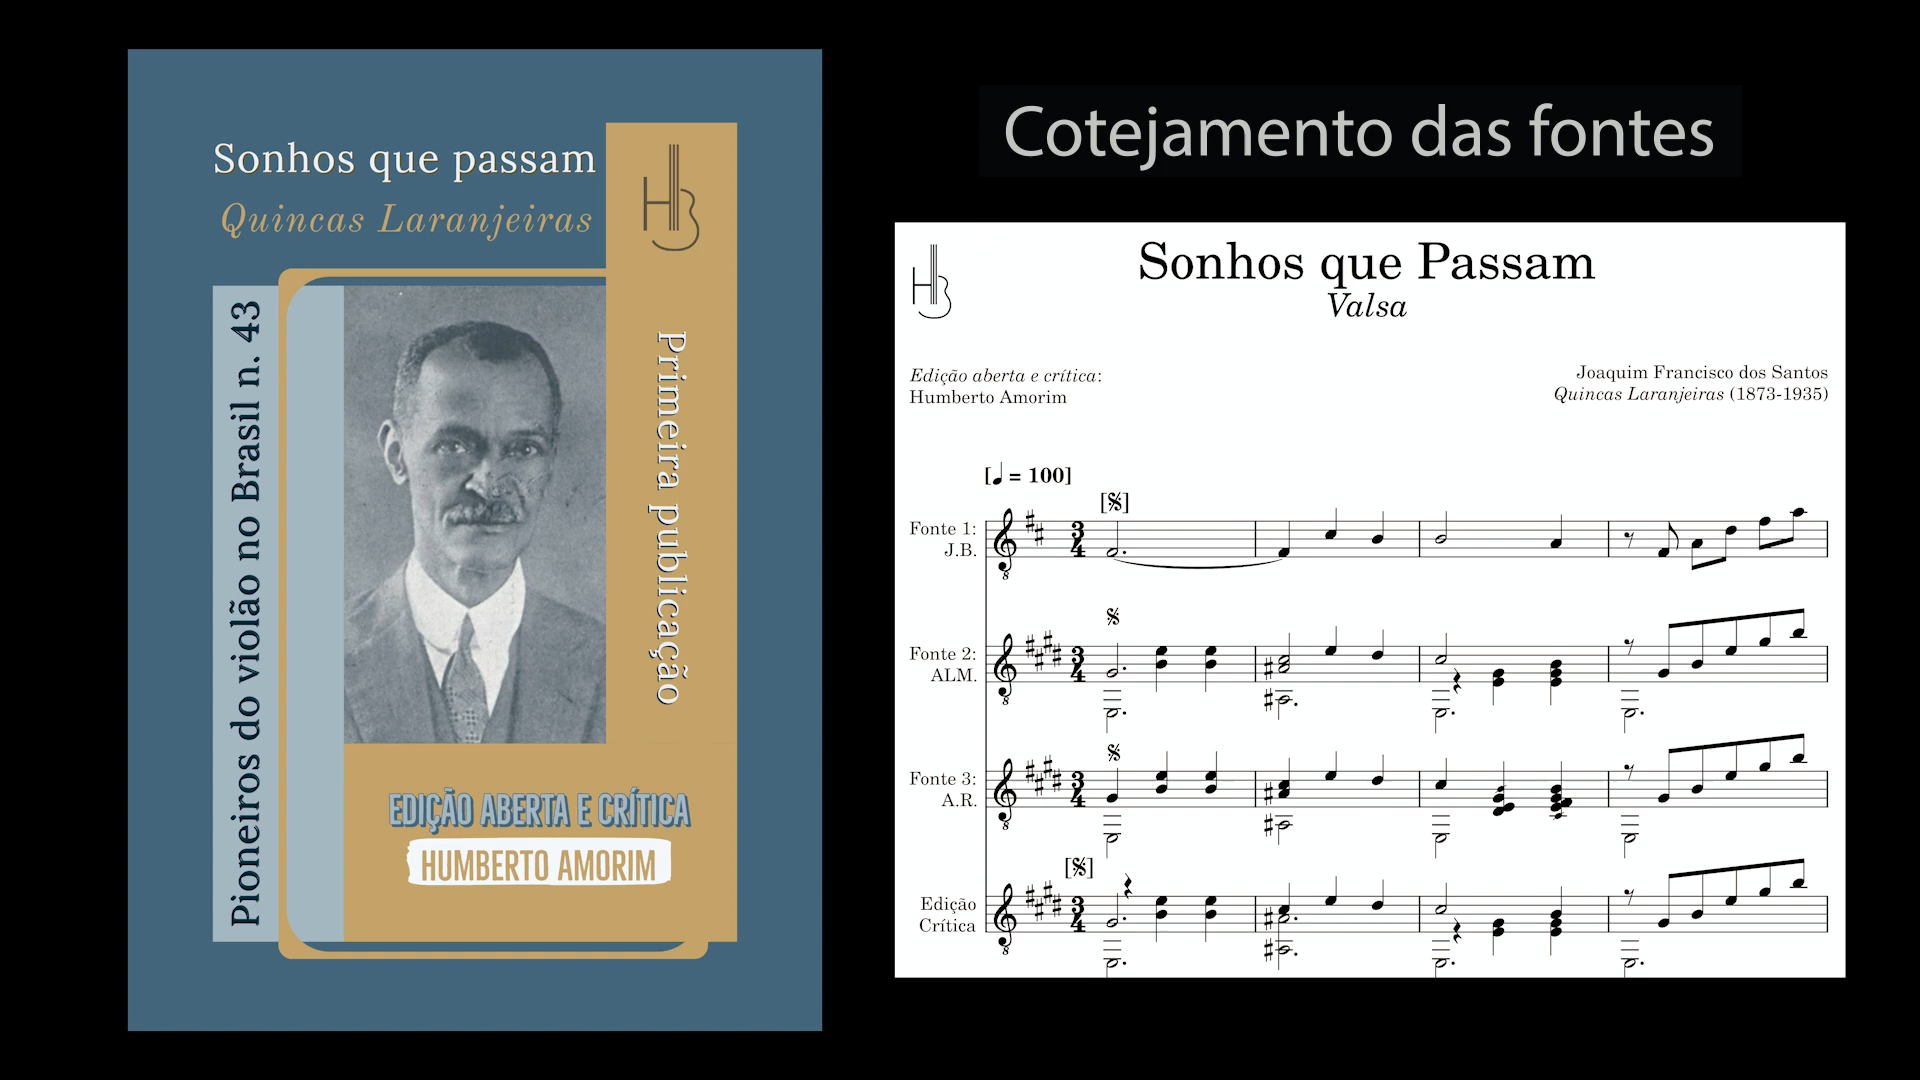 Sonhos que passam
Quincas Laranjeiras
HB
Pioneiros do violão no Brasil n. 43
Primeira publicação
EDIÇÃO ABERTA E CRÍTICA
HUMBERTO AMORIM
Cotejamento das fontes
HB
Sonhos que Passam
Valsa
Edição aberta e crítica:
Humberto Amorim
Joaquim Francisco dos Santos
Quincas Laranjeiras (1873-1935)
[♩ = 100]
Fonte 1:
J.B.
Fonte 2:
ALM.
Fonte 3:
A.R.
Edição
Crítica